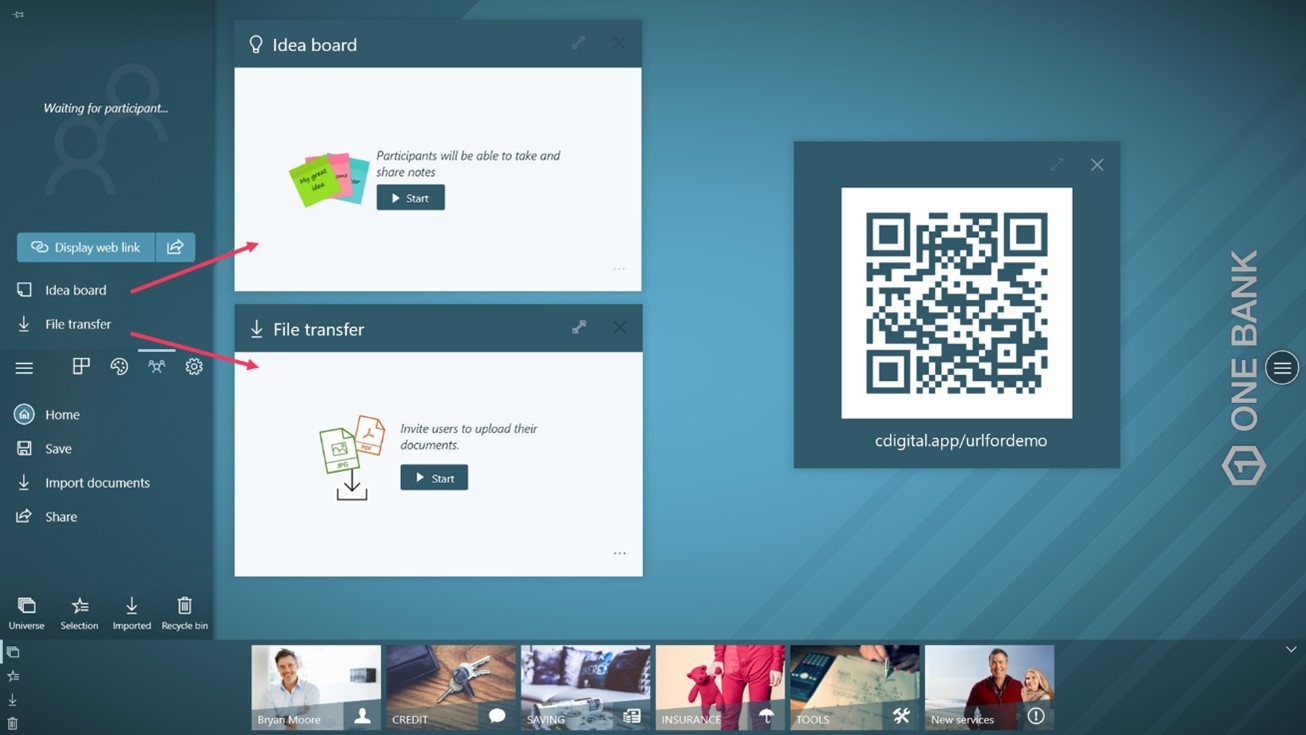 Waiting for participant...
Display web link
Idea board
File transfer
Home
Save
Import documents
Share
Universe
Selection
Imported
Recycle bin
Idea board
My great
idea
Participants will be able to take and
share notes
Start
...
File transfer
JPG
PDF
Invite users to upload their
documents.
Start
...
cdigital.app/urlfordemo
1 ONE BANK
Bryan Moore
CREDIT
SAVING
INSURANCE
TOOLS
New services